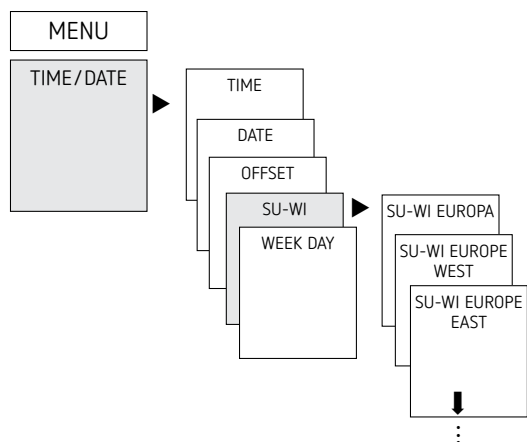 MENU
TIME/DATE
TIME
DATE
OFFSET
SU-WI
WEEK DAY
SU-WI EUROPA
SU-WI EUROPE
WEST
SU-WI EUROPE
EAST